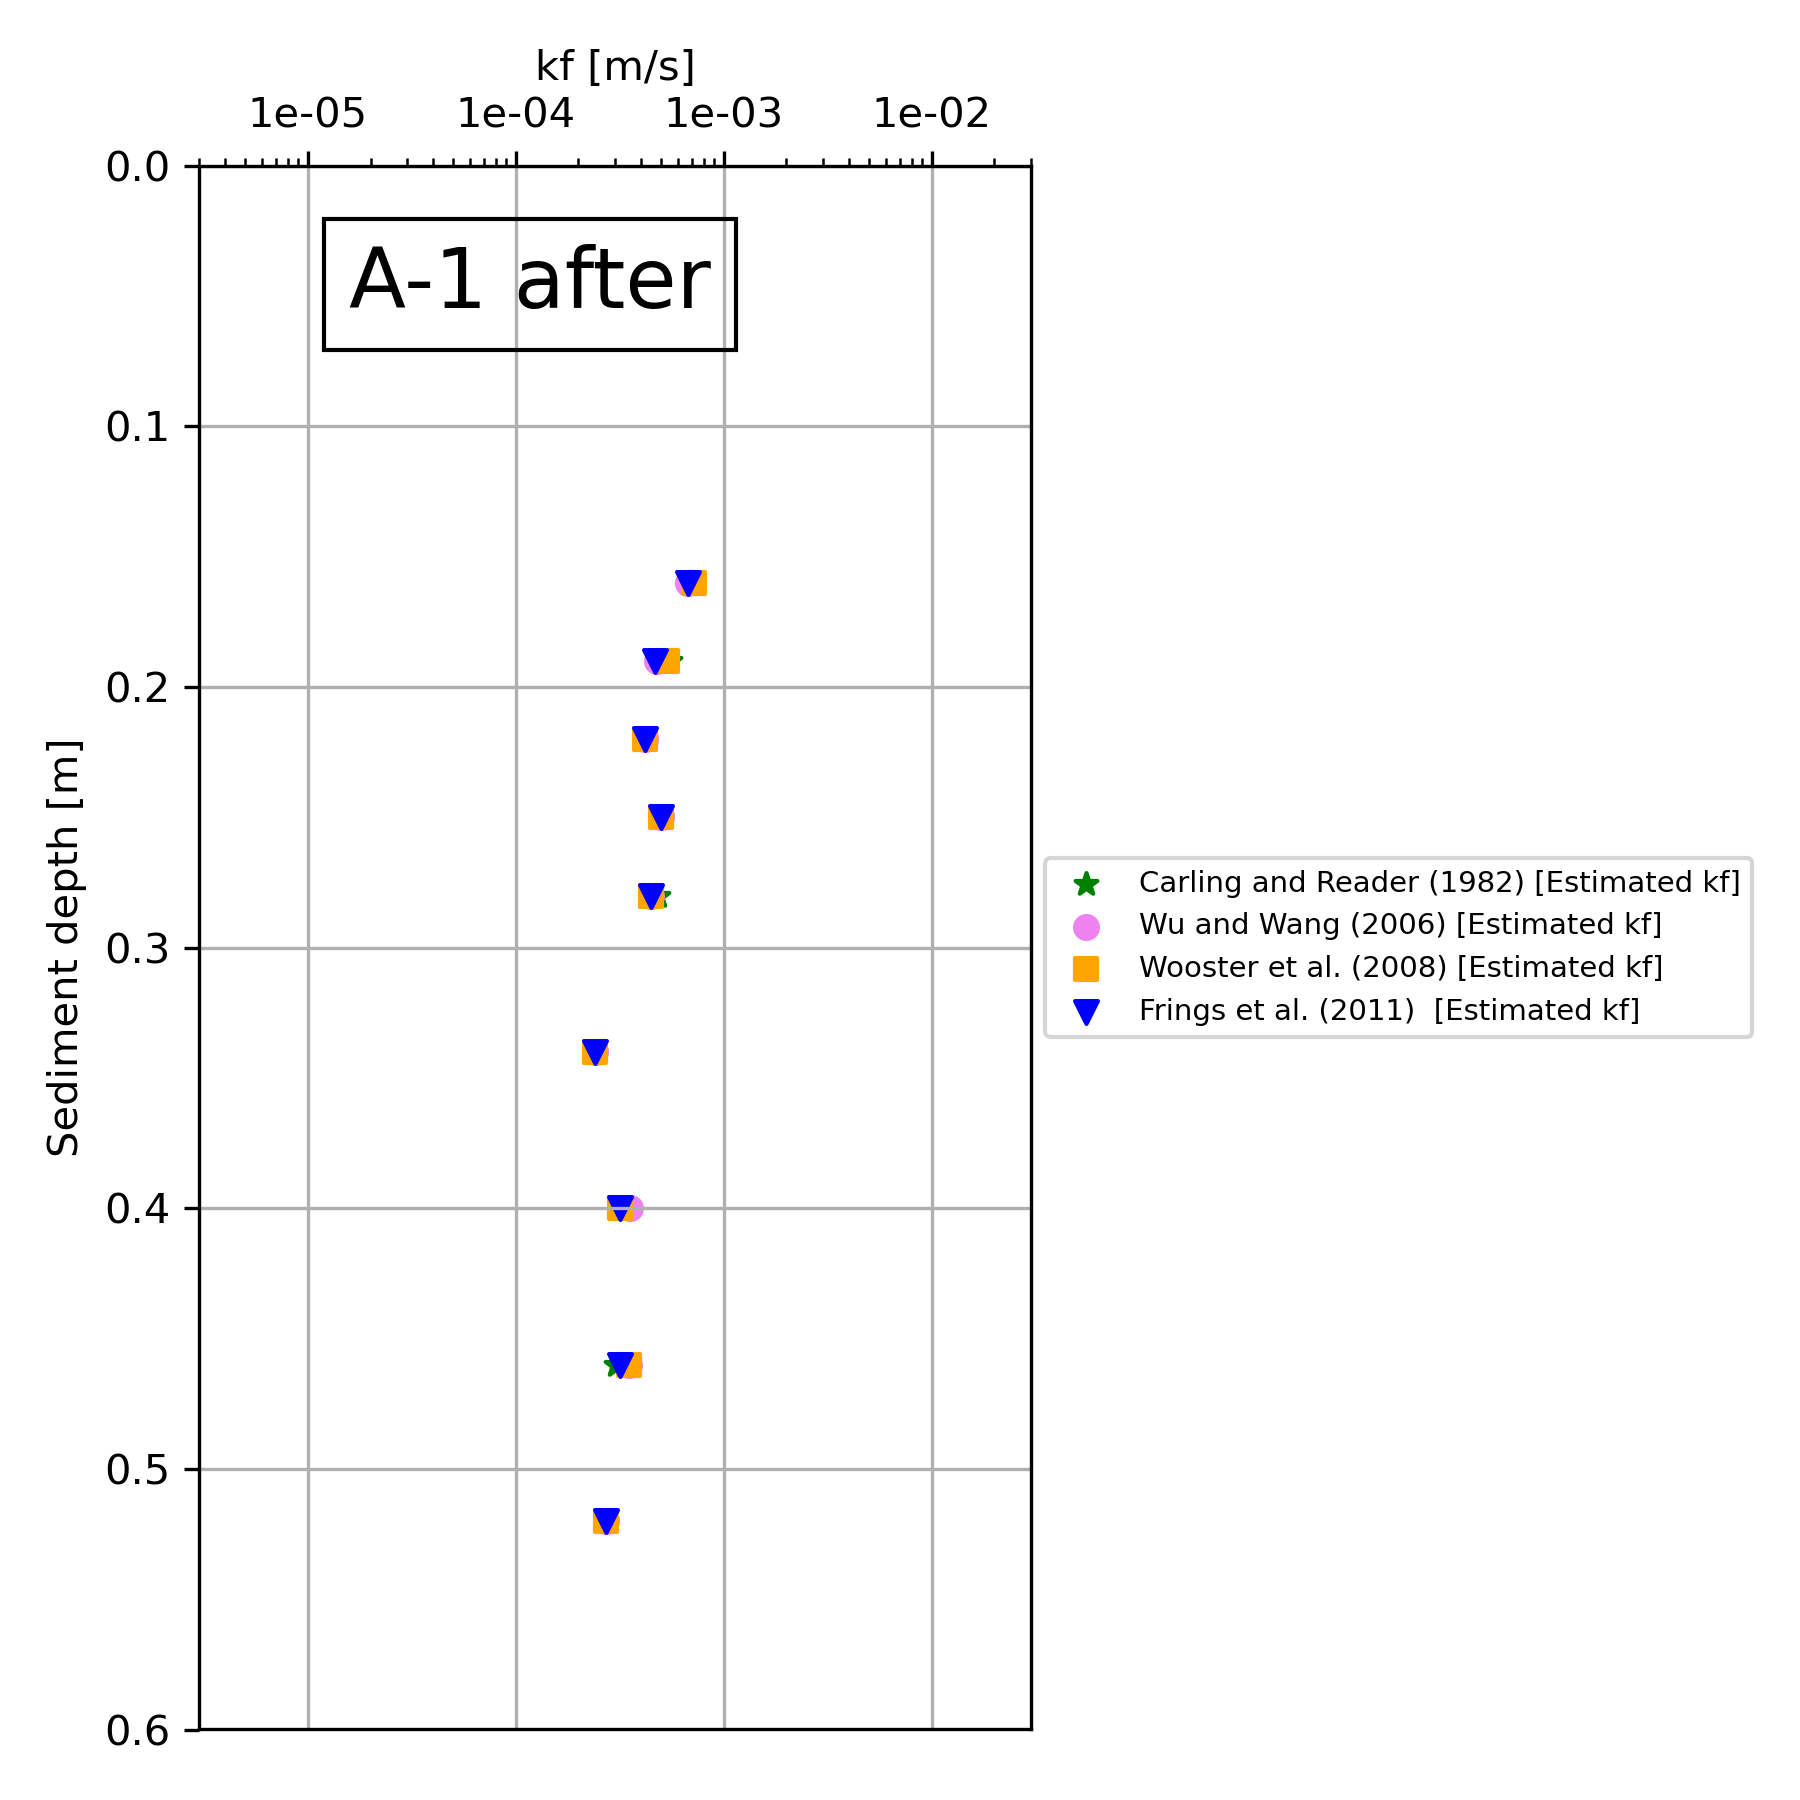 kf [m/s]
1e-05 1e-04 1e-03 1e-02
0.0
A-1 after
0.1
0.2
Sediment depth [m]
0.3
0.4
0.5
0.6
Carling and Reader (1982) [Estimated kf]
Wu and Wang (2006) [Estimated kf]
Wooster et al. (2008) [Estimated kf]
Frings et al. (2011)  [Estimated kf]